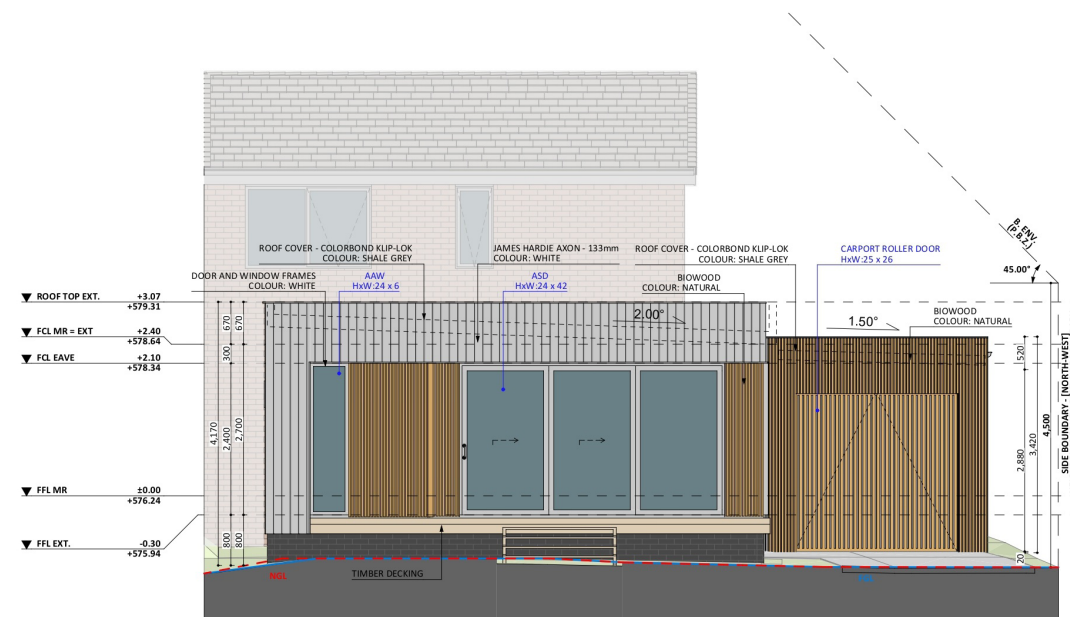 B. ENV.
(P.B.Z.)
45.00°
ROOF COVER - COLORBOND KLIP-LOK
COLOUR: SHALE GREY
JAMES HARDIE AXON - 133mm
COLOUR: WHITE
ROOF COVER - COLORBOND KLIP-LOK
COLOUR: SHALE GREY
CARPORT ROLLER DOOR
HxW:25 x 26
DOOR AND WINDOW FRAMES
COLOUR: WHITE
AAW
HxW:24 x 6
ASD
HxW:24 x 42
BIOWOOD
COLOUR: NATURAL
BIOWOOD
COLOUR: NATURAL
ROOF TOP EXT. +3.07
+579.31
FCL MR = EXT +2.40
+578.64
FCL EAVE +2.10
+578.34
FFL MR ±0.00
+576.24
FFL EXT. -0.30
+575.94
4,170
670
300
2,400
800
670
2,700
800
2.00°
1.50°
520
2,880
20
3,420
4,500
SIDE BOUNDARY - [NORTH-WEST]
NGL
TIMBER DECKING